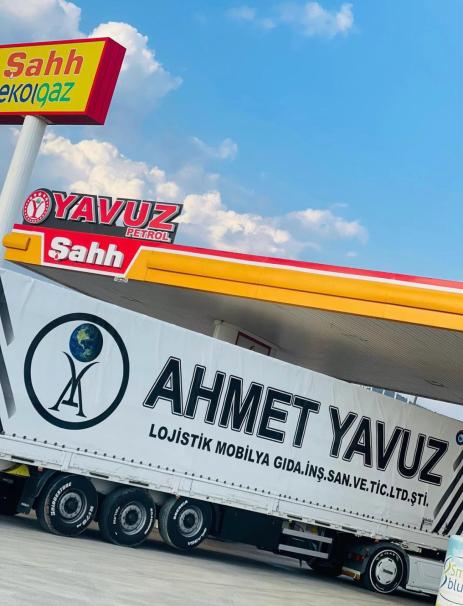 Şahh
ekolgaz
YAVUZ
PETROL
Şahh
AHMET YAVUZ
LOJİSTİK MOBİLYA GIDA.İNŞ.SAN.VE.TİC.LTD.ŞTİ.